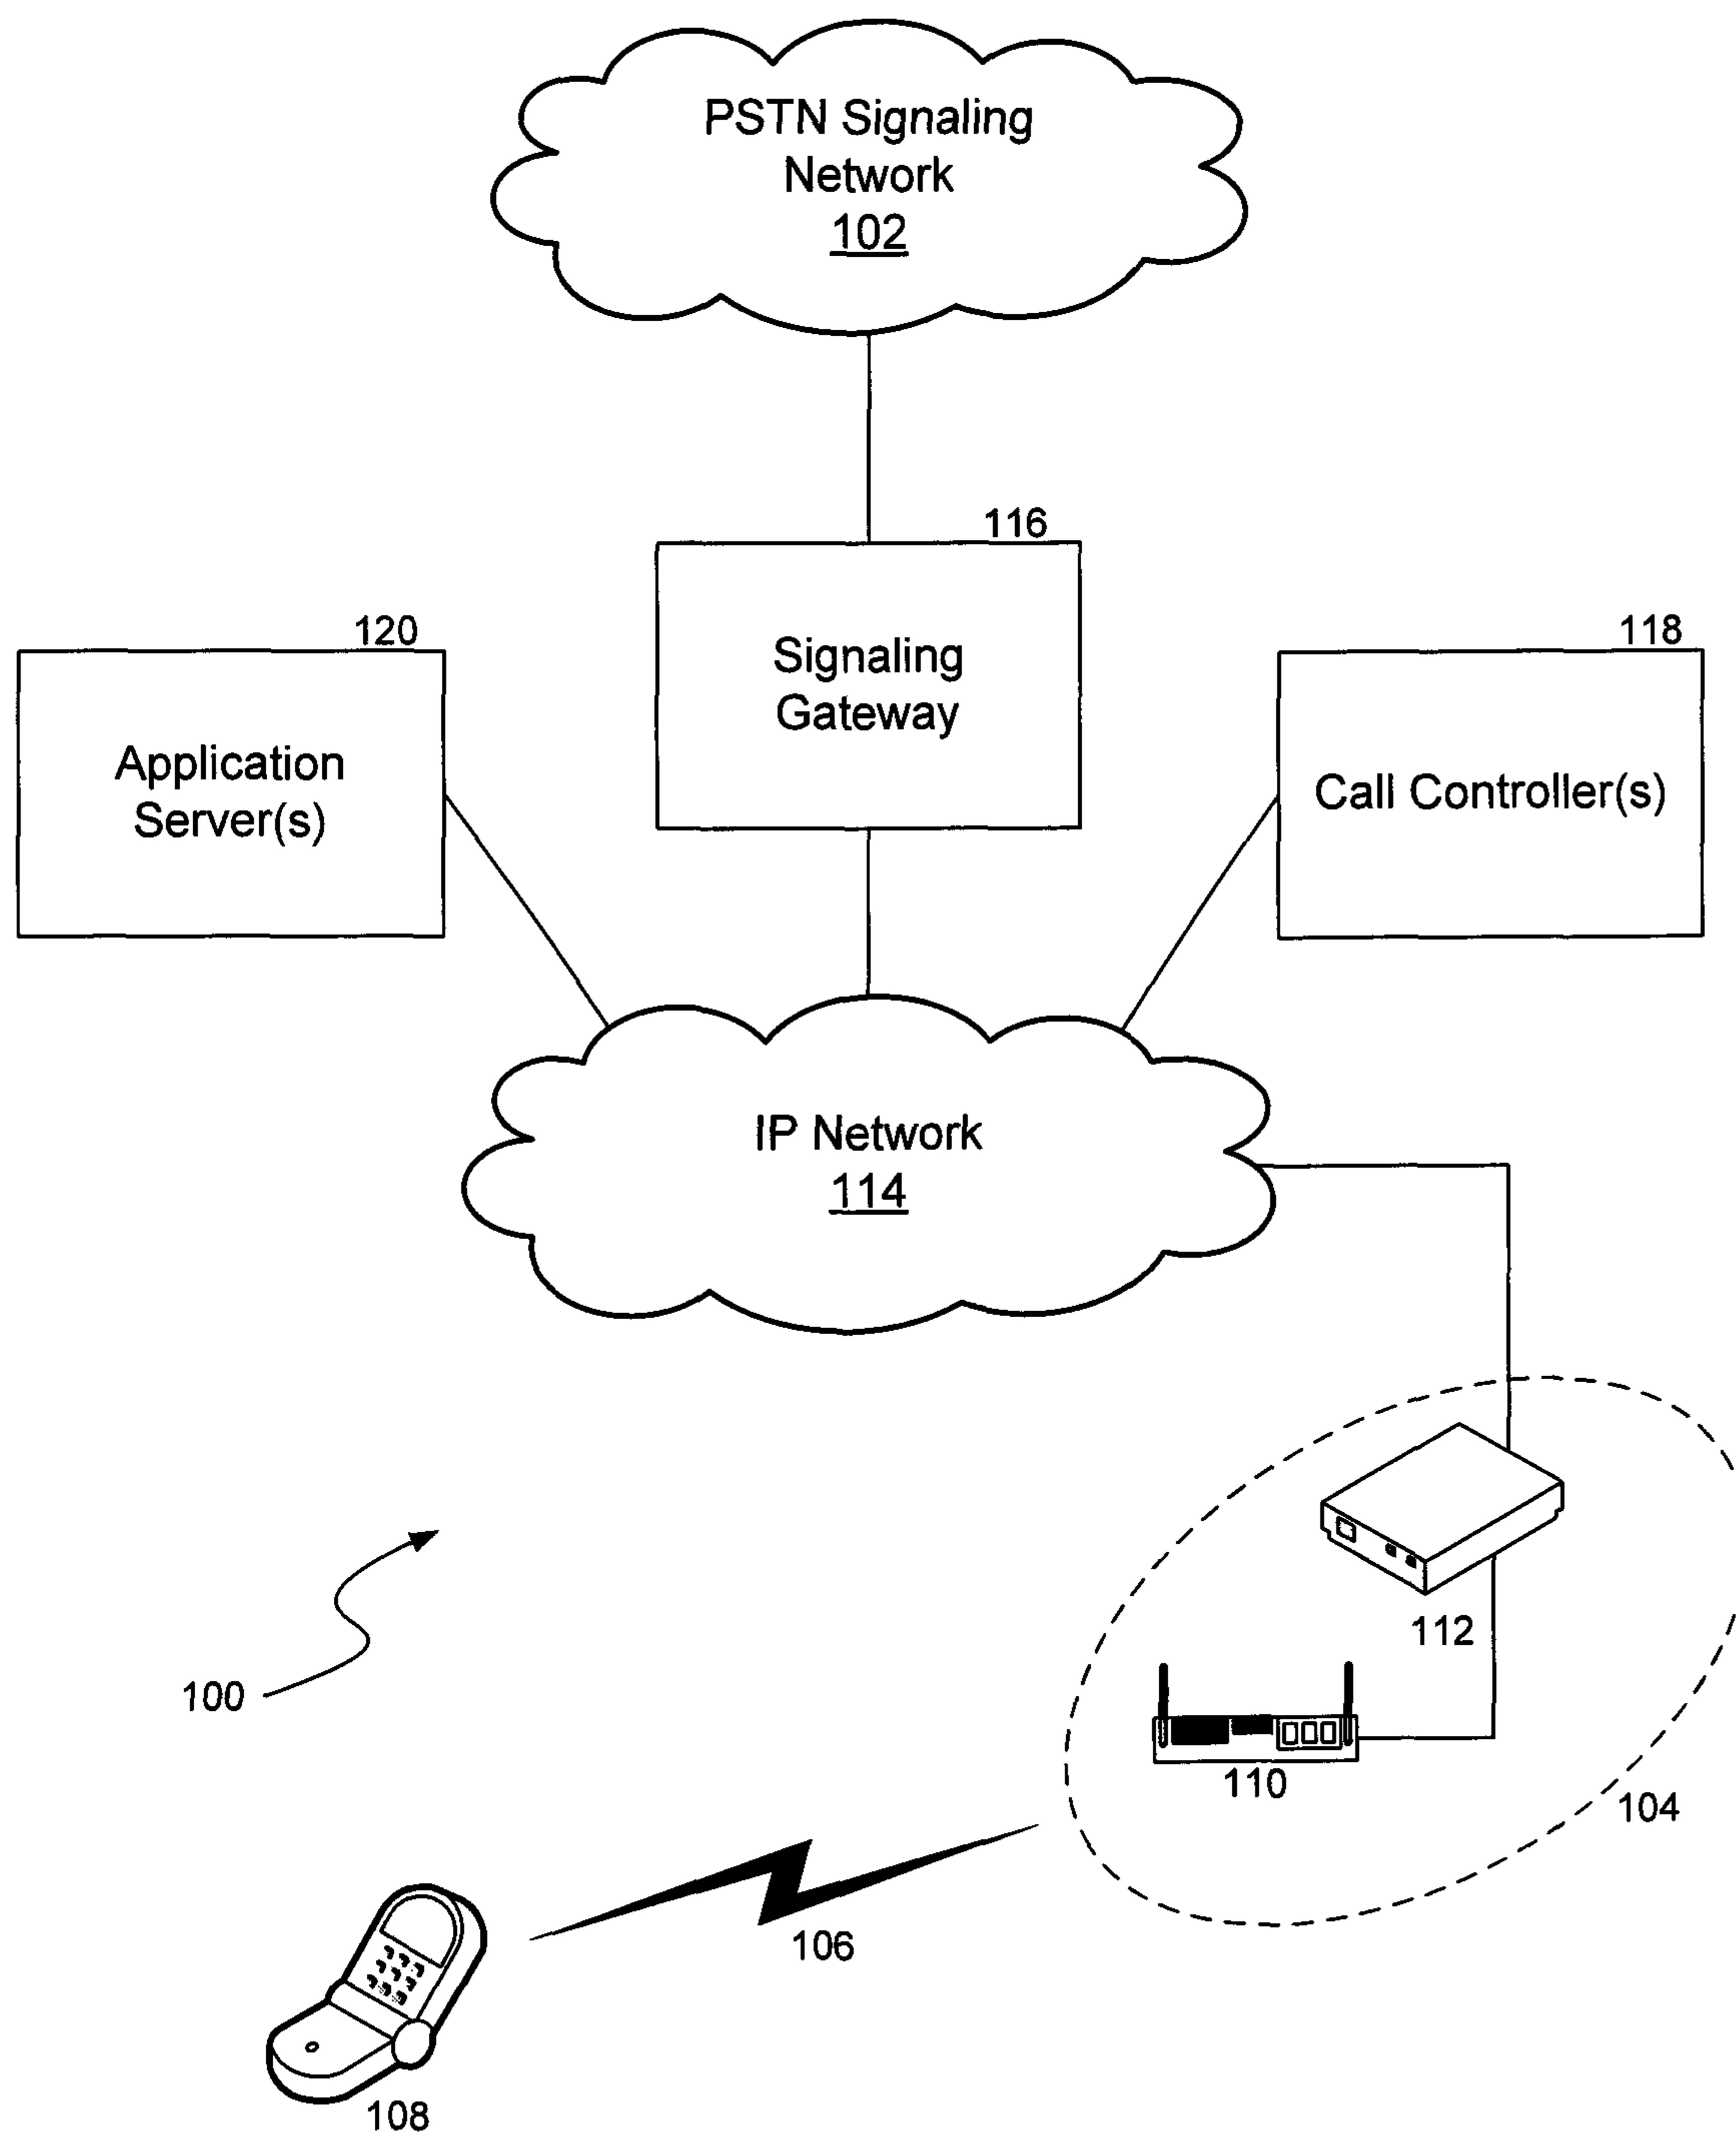 PSTN Signaling
Network
102
116
Signaling
Gateway
120
Application
Server(s)
118
Call Controller(s)
IP Network
114
112
100
110
104
106
108